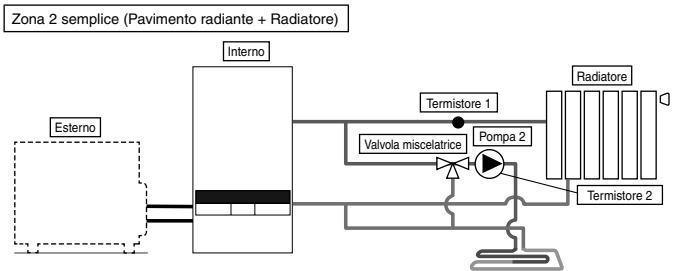 Zona 2 semplice (Pavimento radiante + Radiatore)
Interno
Radiatore
Termistore 1
Esterno
Valvola miscelatrice
Pompa 2
Termistore 2